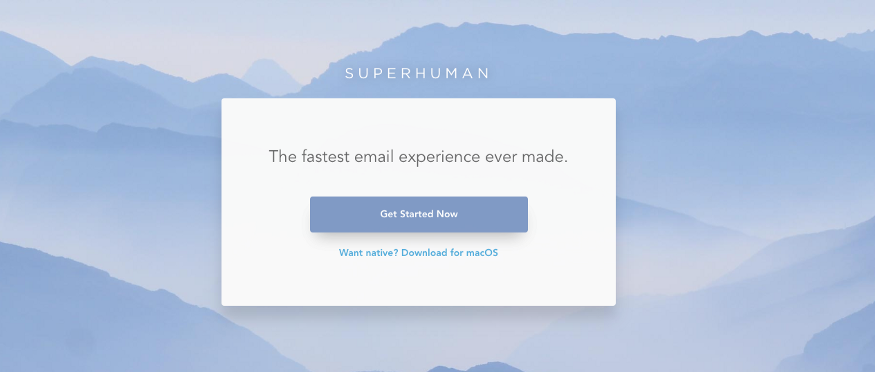 SUPERHUMAN
The fastest email experience ever made.
Get Started Now
Want native? Download for macOS